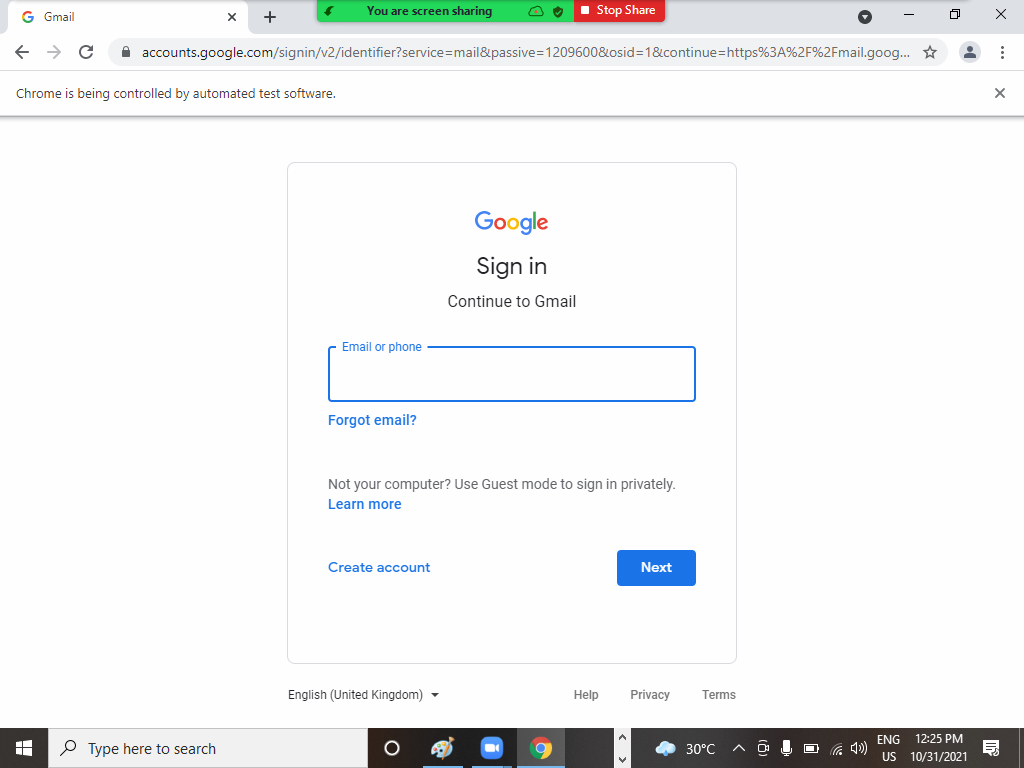 Gmail
You are screen sharing
Stop Share
accounts.google.com/signin/v2/identifier?service=mail&passive=1209600&osid=1&continue=https%3A%2F%2Fmail.goog...
Chrome is being controlled by automated test software.
Google
Sign in
Continue to Gmail
Email or phone
Forgot email?
Not your computer? Use Guest mode to sign in privately.
Learn more
Create account
Next
English (United Kingdom)
Help
Privacy
Terms
Type here to search
30°C
ENG
US
12:25 PM
10/31/2021